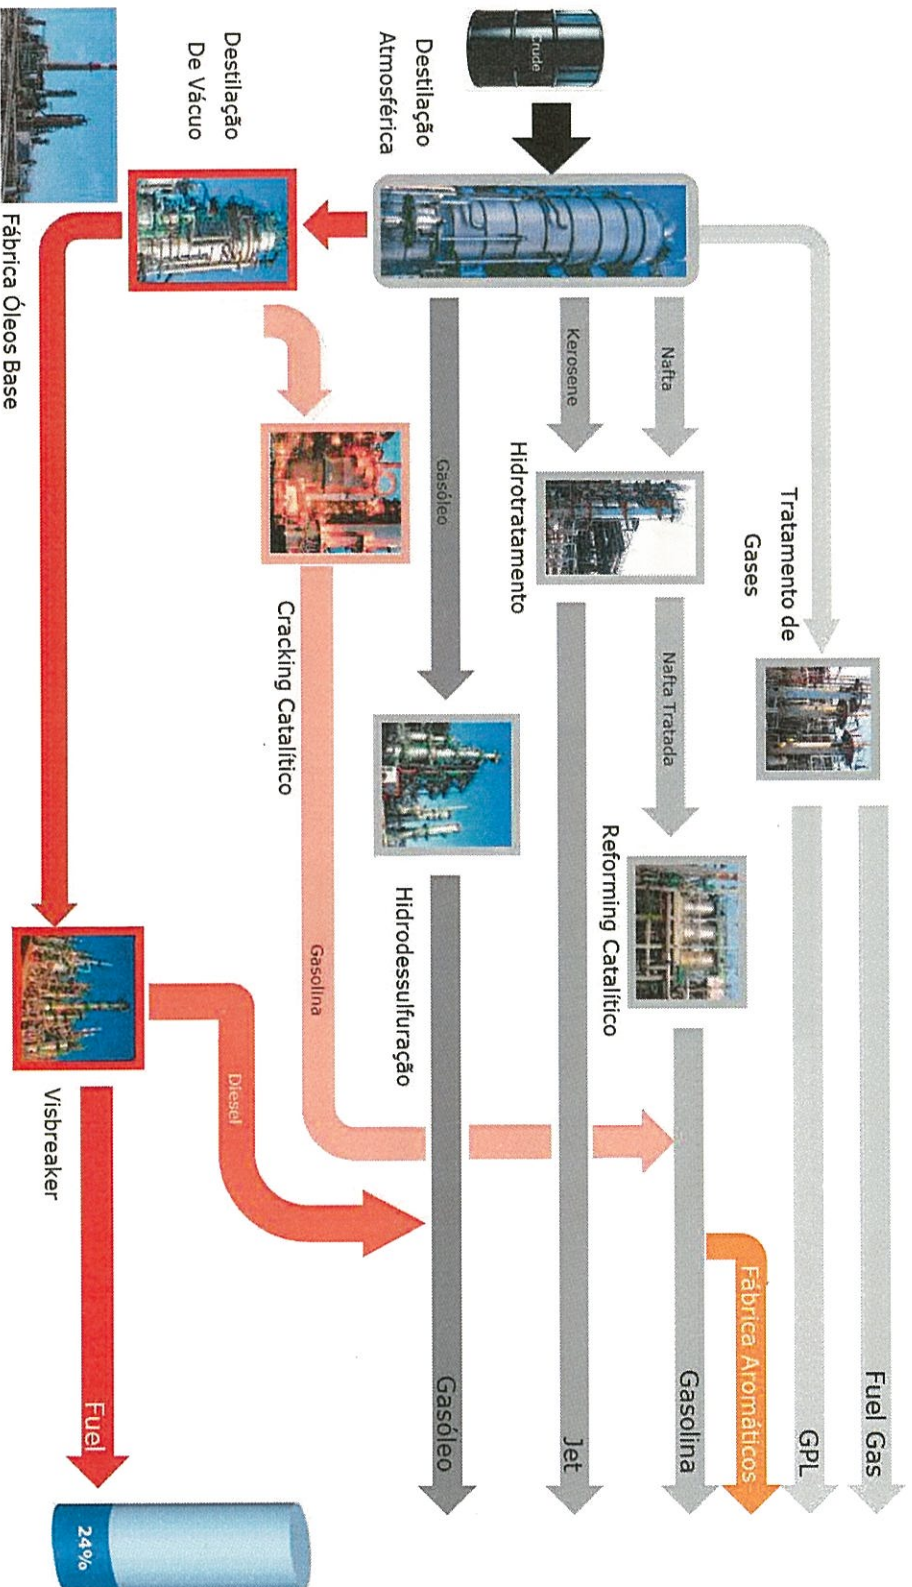 Crude
Destilação
Atmosférica
Destilação
De Vácuo
Fábrica Óleos Base
Tratamento de
Gases
Nafta
Kerosene
Hidrotratamento
Nafta Tratada
Reforming Catalítico
Gasóleo
Hidrodessulfuração
Cracking Catalítico
Gasolina
Diesel
Visbreaker
Fuel Gas
GPL
Fábrica Aromáticos
Gasolina
Jet
Gasóleo
Fuel
24%